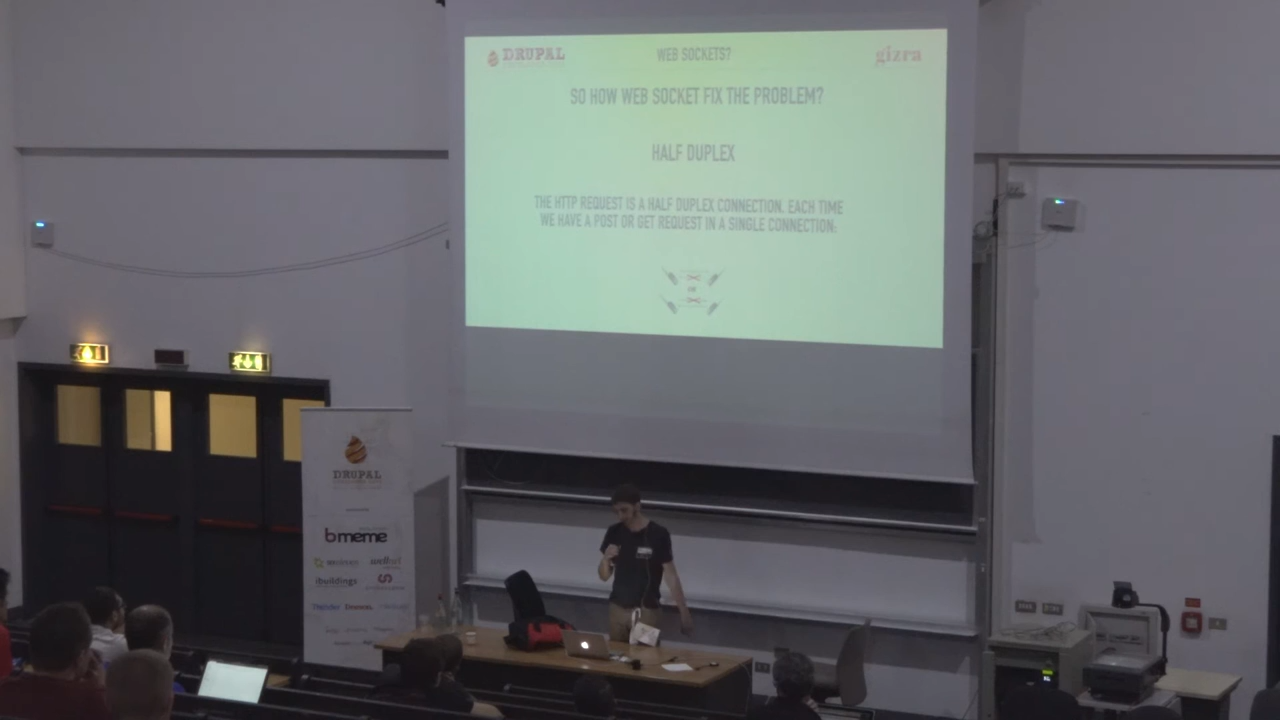 DRUPAL
WEB SOCKETS?
gizra
SO HOW WEB SOCKET FIX THE PROBLEM?
HALF DUPLEX
THE HTTP REQUEST IS A HALF DUPLEX CONNECTION. EACH TIME
WE HAVE A POST OR GET REQUEST IN A SINGLE CONNECTION:
OR
DRUPAL
bmeme
ibuildings